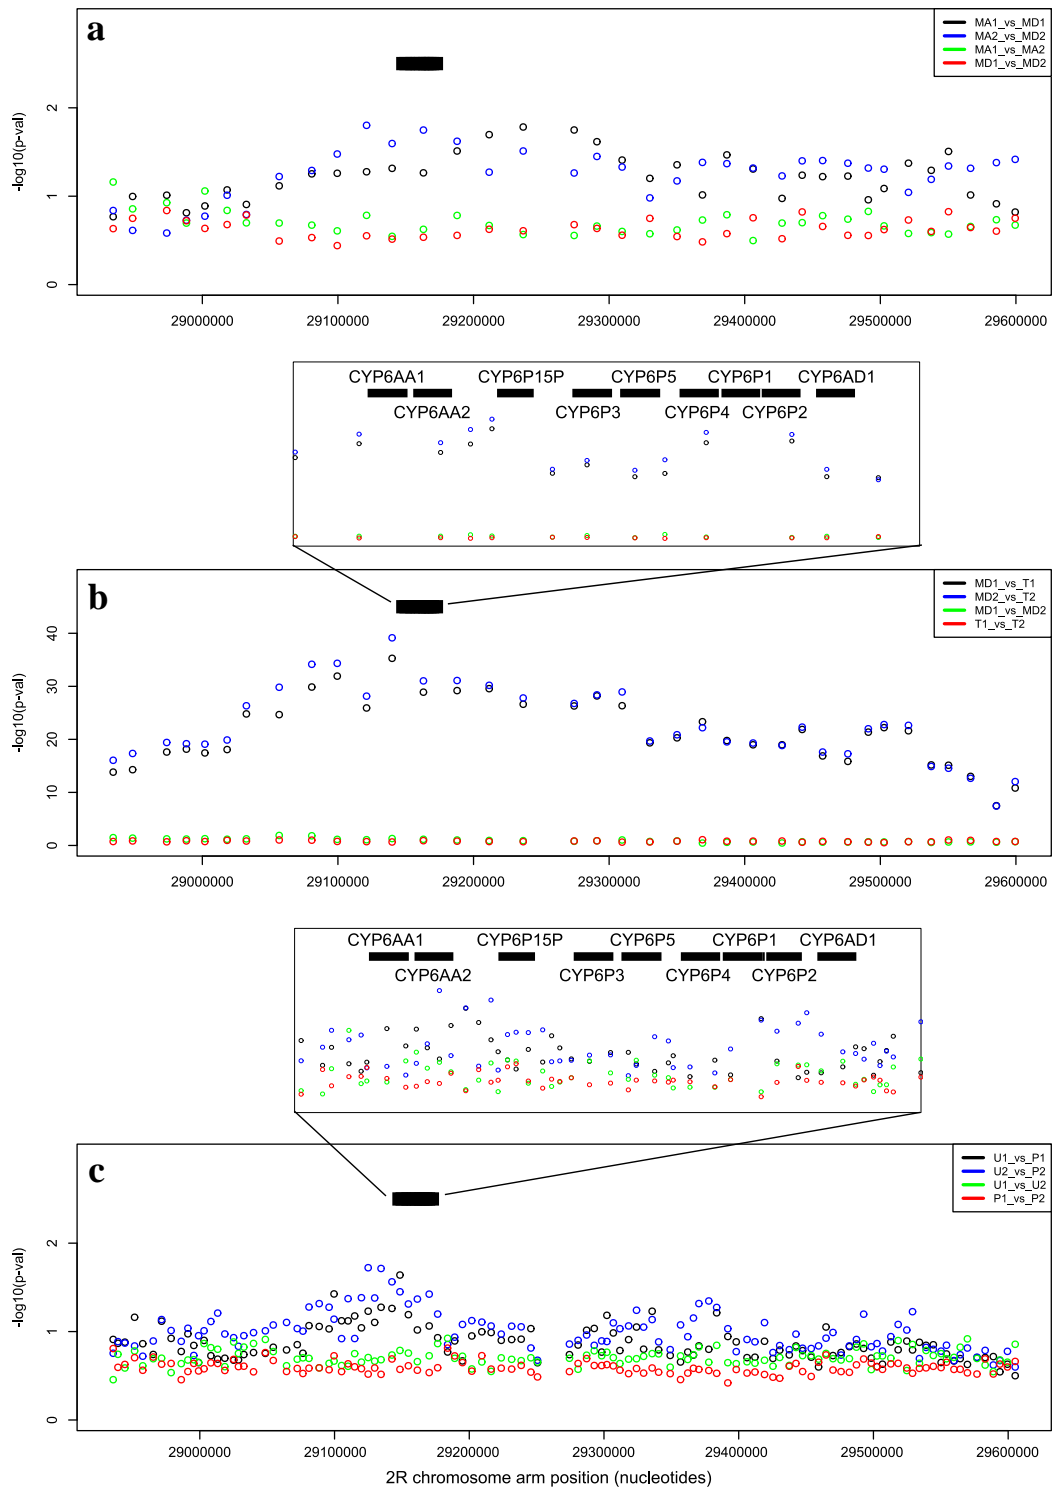 a
MA1_vs_MD1
MA2_vs_MD2
MA1_vs_MA2
MD1_vs_MD2
-log10(p-val)
2
1
0
29000000 29100000 29200000 29300000 29400000 29500000 29600000
CYP6AA1 CYP6P15P CYP6P5 CYP6P1 CYP6AD1
CYP6AA2 CYP6P3 CYP6P4 CYP6P2
b
MD1_vs_T1
MD2_vs_T2
MD1_vs_MD2
T1_vs_T2
-log10(p-val)
40
30
20
10
0
29000000 29100000 29200000 29300000 29400000 29500000 29600000
CYP6AA1 CYP6P15P CYP6P5 CYP6P1 CYP6AD1
CYP6AA2 CYP6P3 CYP6P4 CYP6P2
c
U1_vs_P1
U2_vs_P2
U1_vs_U2
P1_vs_P2
-log10(p-val)
2
1
0
29000000 29100000 29200000 29300000 29400000 29500000 29600000
2R chromosome arm position (nucleotides)